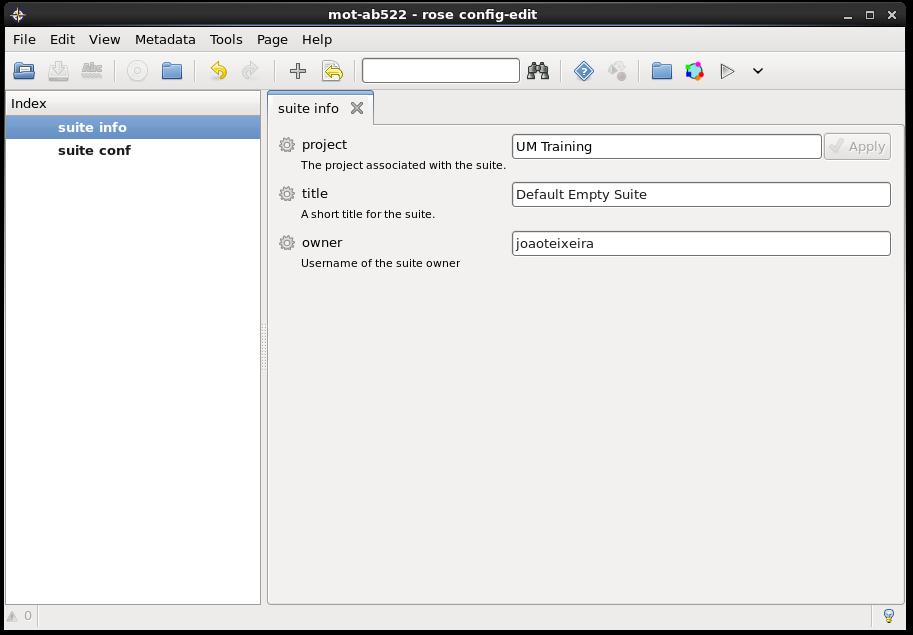 mot-ab522 - rose config-edit
File Edit View Metadata Tools Page Help
Abc
Index
suite info
suite conf
suite info
project
UM Training
Apply
The project associated with the suite.
title
Default Empty Suite
A short title for the suite.
owner
joaoteixeira
Username of the suite owner
0